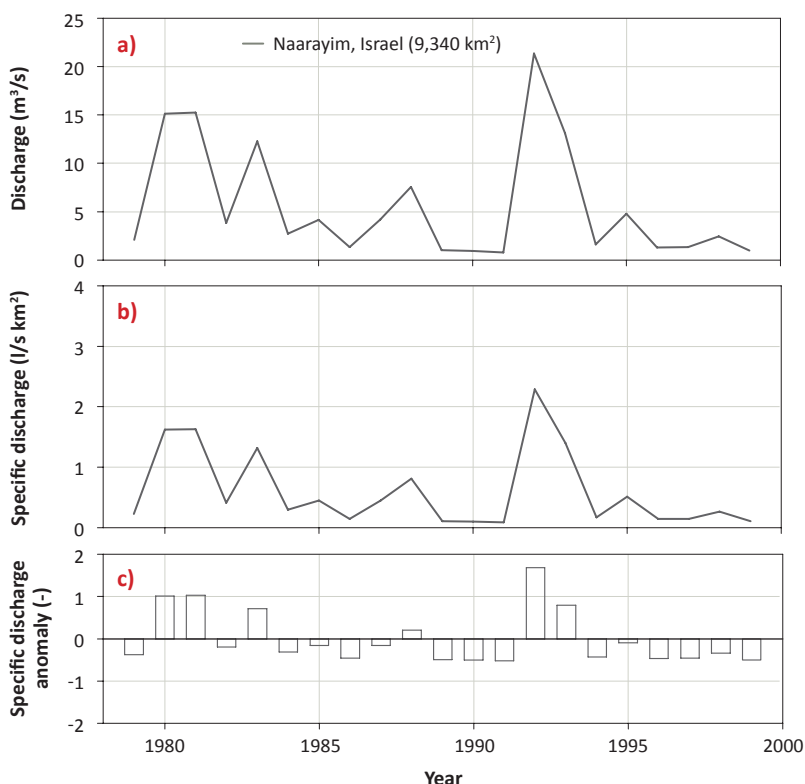 a)
Naarayim, Israel (9,340 km²)
Discharge (m³/s)
25
20
15
10
5
0
b)
Specific discharge (l/s km²)
4
3
2
1
0
c)
Specific discharge
anomaly (-)
2
1
0
-1
-2
1980 1985 1990 1995 2000
Year